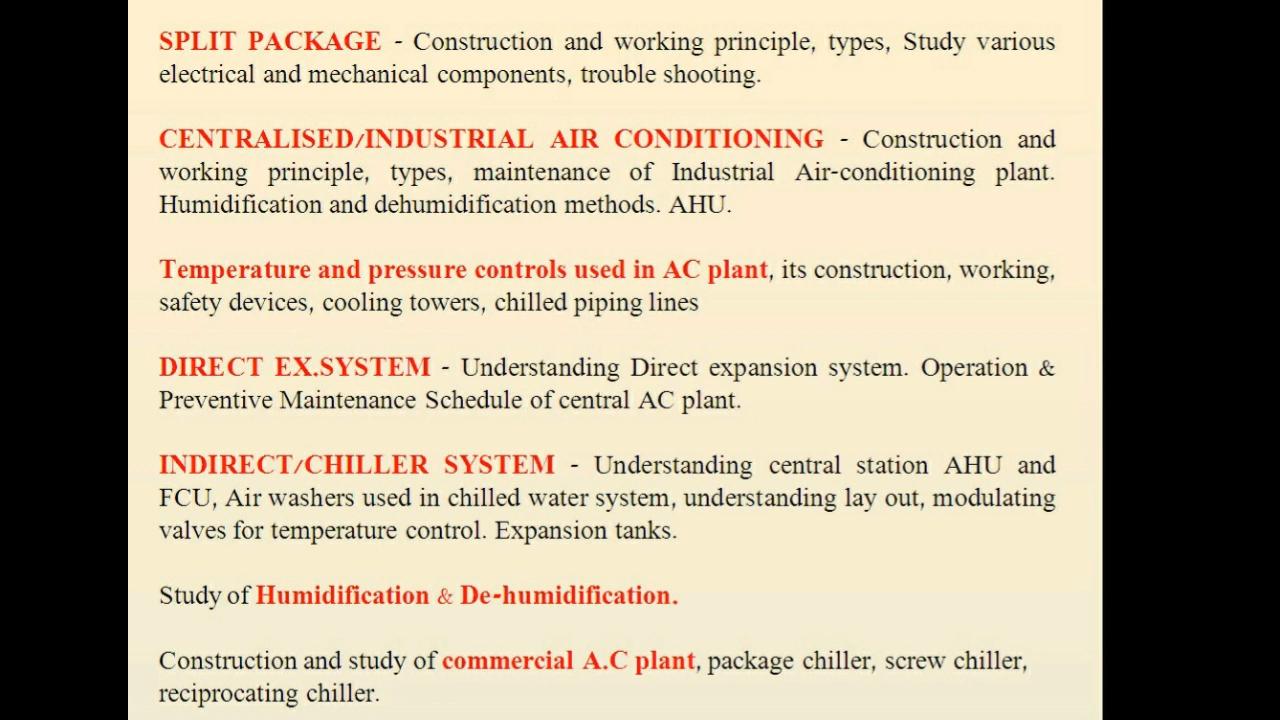 SPLIT PACKAGE - Construction and working principle, types, Study various
electrical and mechanical components, trouble shooting.
CENTRALISED/INDUSTRIAL AIR CONDITIONING - Construction and
working principle, types, maintenance of Industrial Air-conditioning plant.
Humidification and dehumidification methods. AHU.
Temperature and pressure controls used in AC plant, its construction, working,
safety devices, cooling towers, chilled piping lines
DIRECT EX.SYSTEM - Understanding Direct expansion system. Operation &
Preventive Maintenance Schedule of central AC plant.
INDIRECT/CHILLER SYSTEM - Understanding central station AHU and
FCU, Air washers used in chilled water system, understanding lay out, modulating
valves for temperature control. Expansion tanks.
Study of Humidification & De-humidification.
Construction and study of commercial A.C plant, package chiller, screw chiller,
reciprocating chiller.